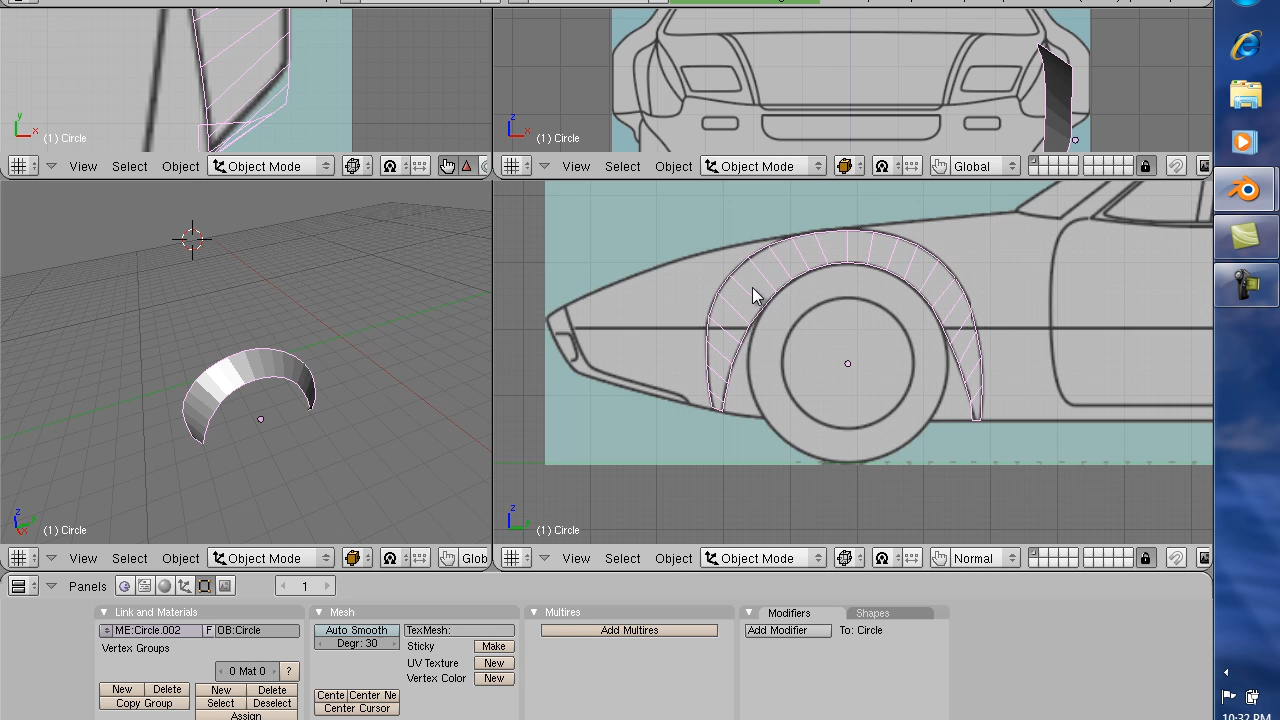 y
x
(1) Circle
z
x
(1) Circle
View Select Object Object Mode
View Select Object Object Mode Global
z
x
(1) Circle
z
(1) Circle
View Select Object Object Mode Glob
View Select Object Object Mode Normal
Panels 1
Link and Materials
Mesh
Multires
Modifiers
Shapes
ME:Circle.002 F OB:Circle
Auto Smooth
TexMesh:
Add Multires
Add Modifier
To: Circle
Vertex Groups
Degr: 30
Sticky
Make
UV Texture
New
0 Mat 0 ?
Vertex Color
New
New Delete
New Delete
Cente Center Ne
Copy Group
Select Deselect
Center Cursor
Assign
10:32 PM